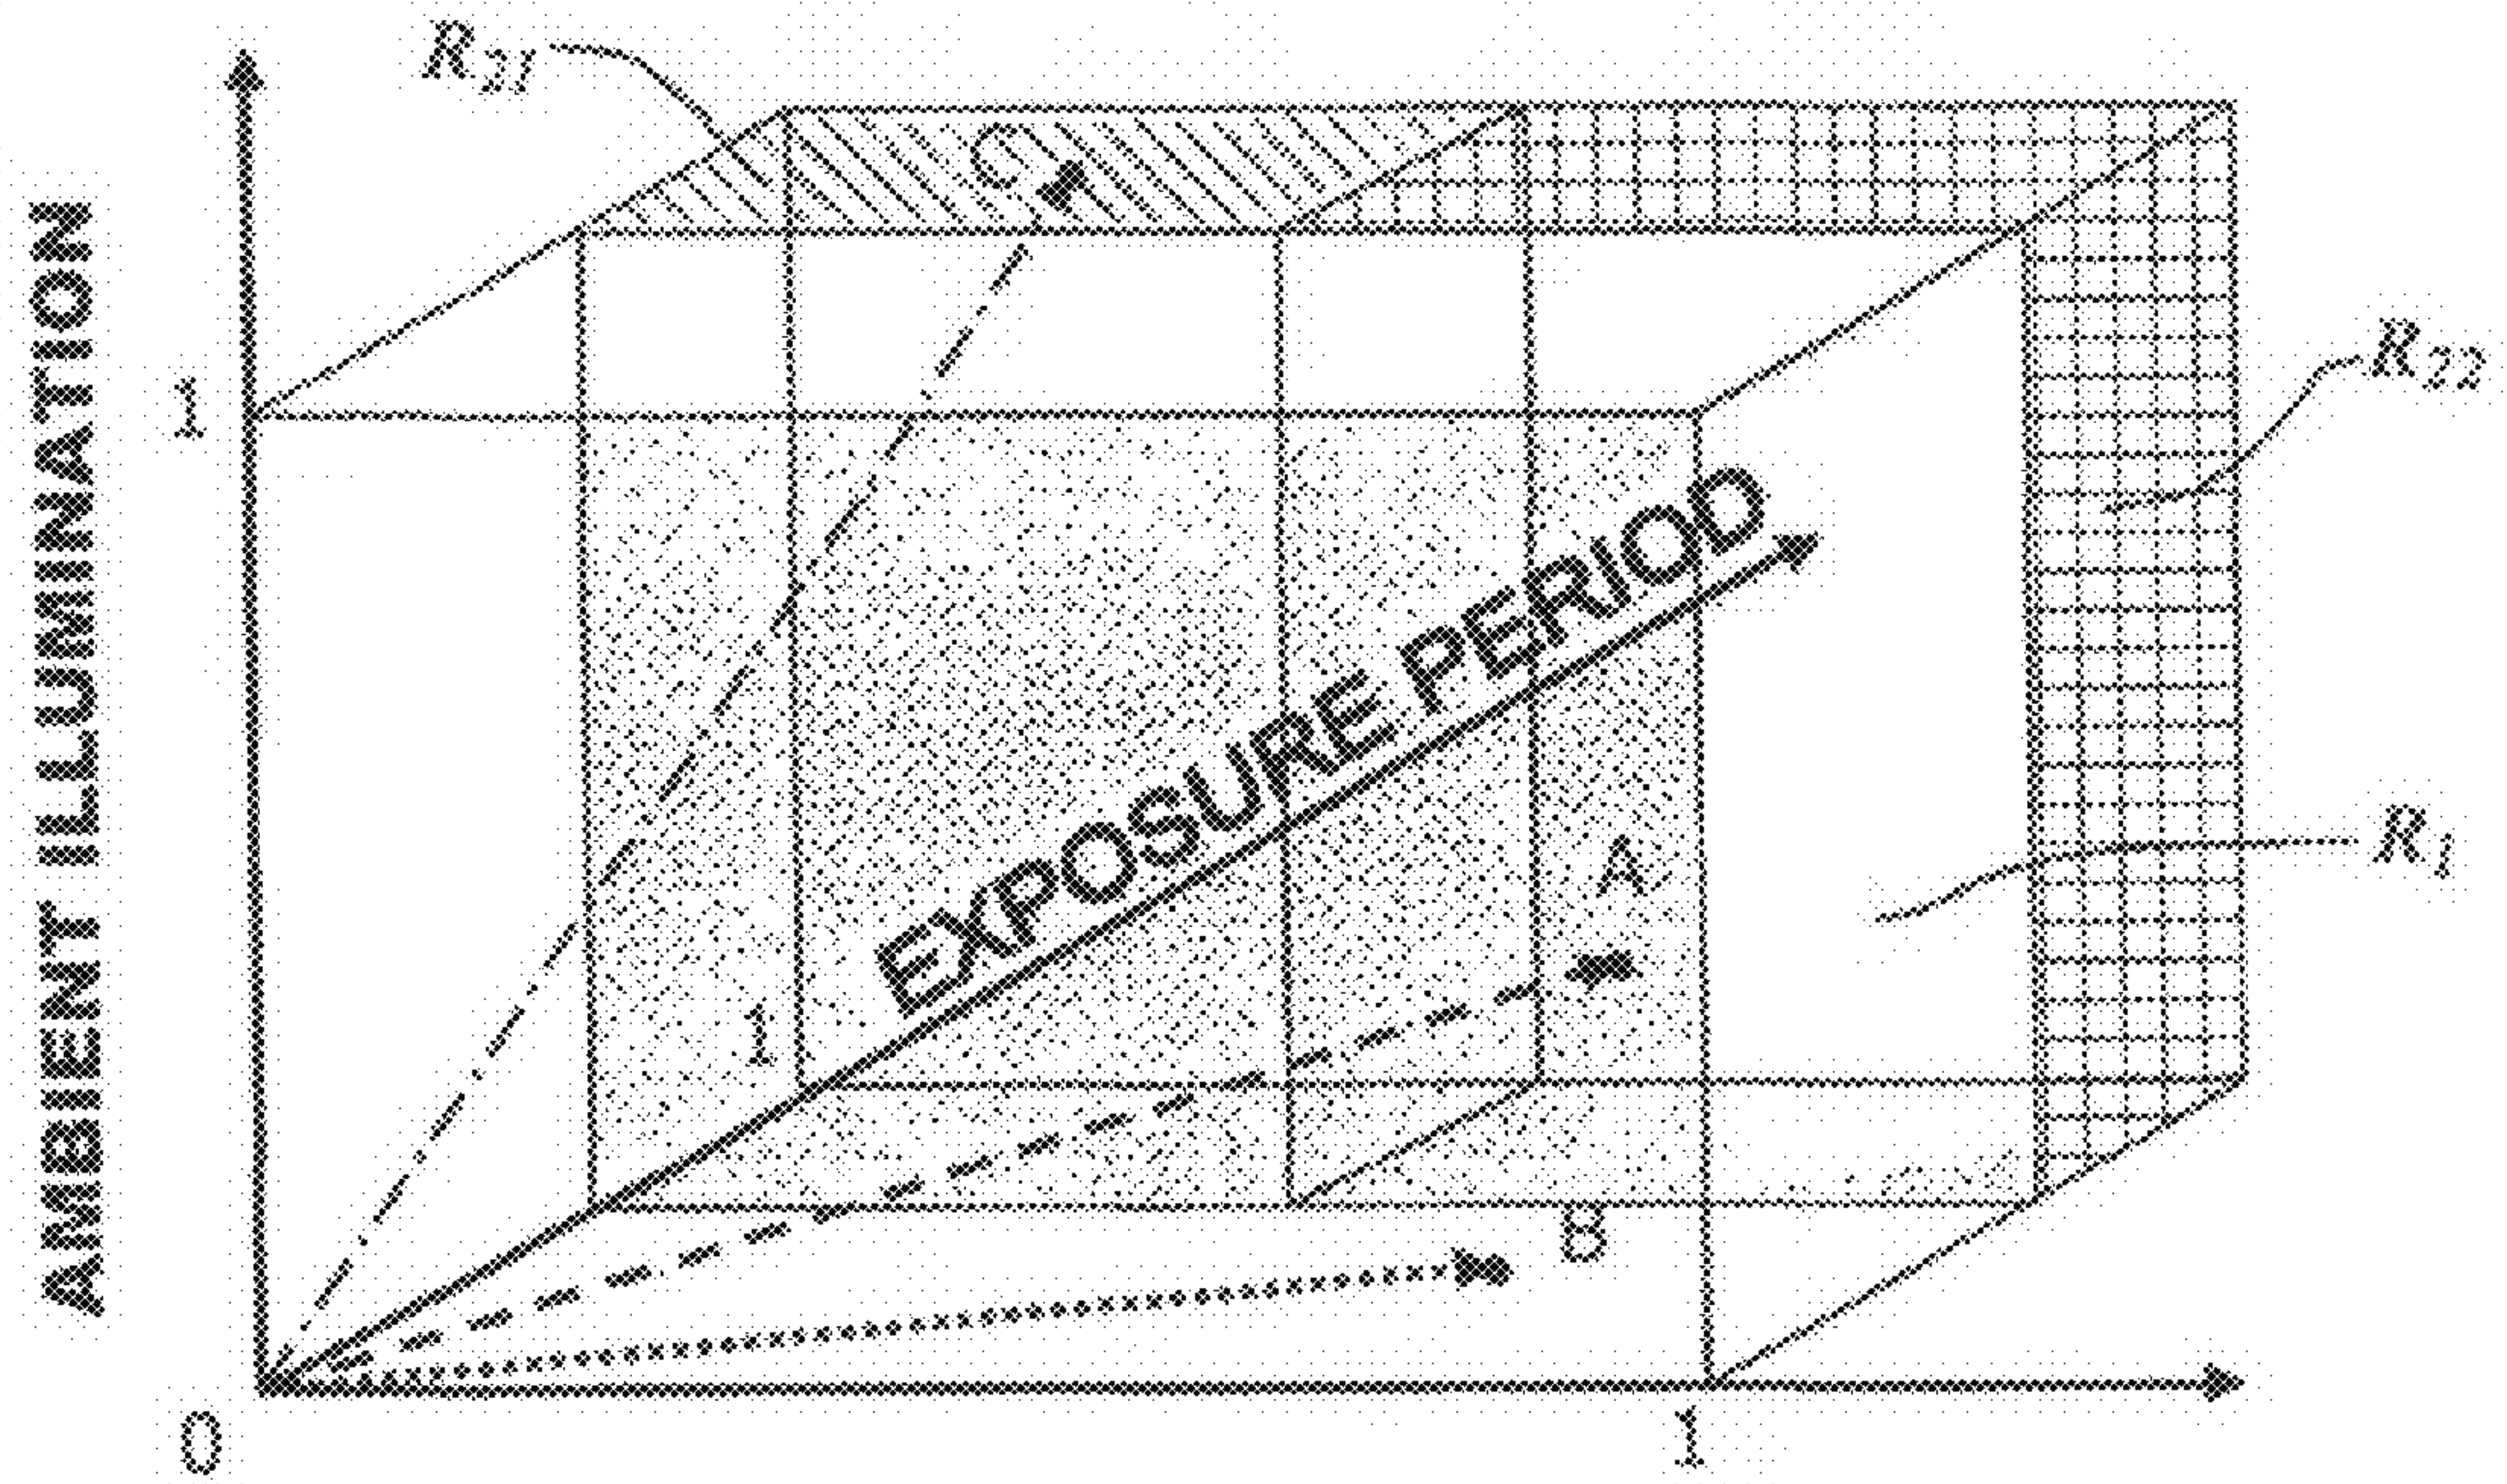 R21
C
AMBIENT ILLUMINATION
1
R22
EXPOSURE PERIOD
A
R1
1
B
0
1